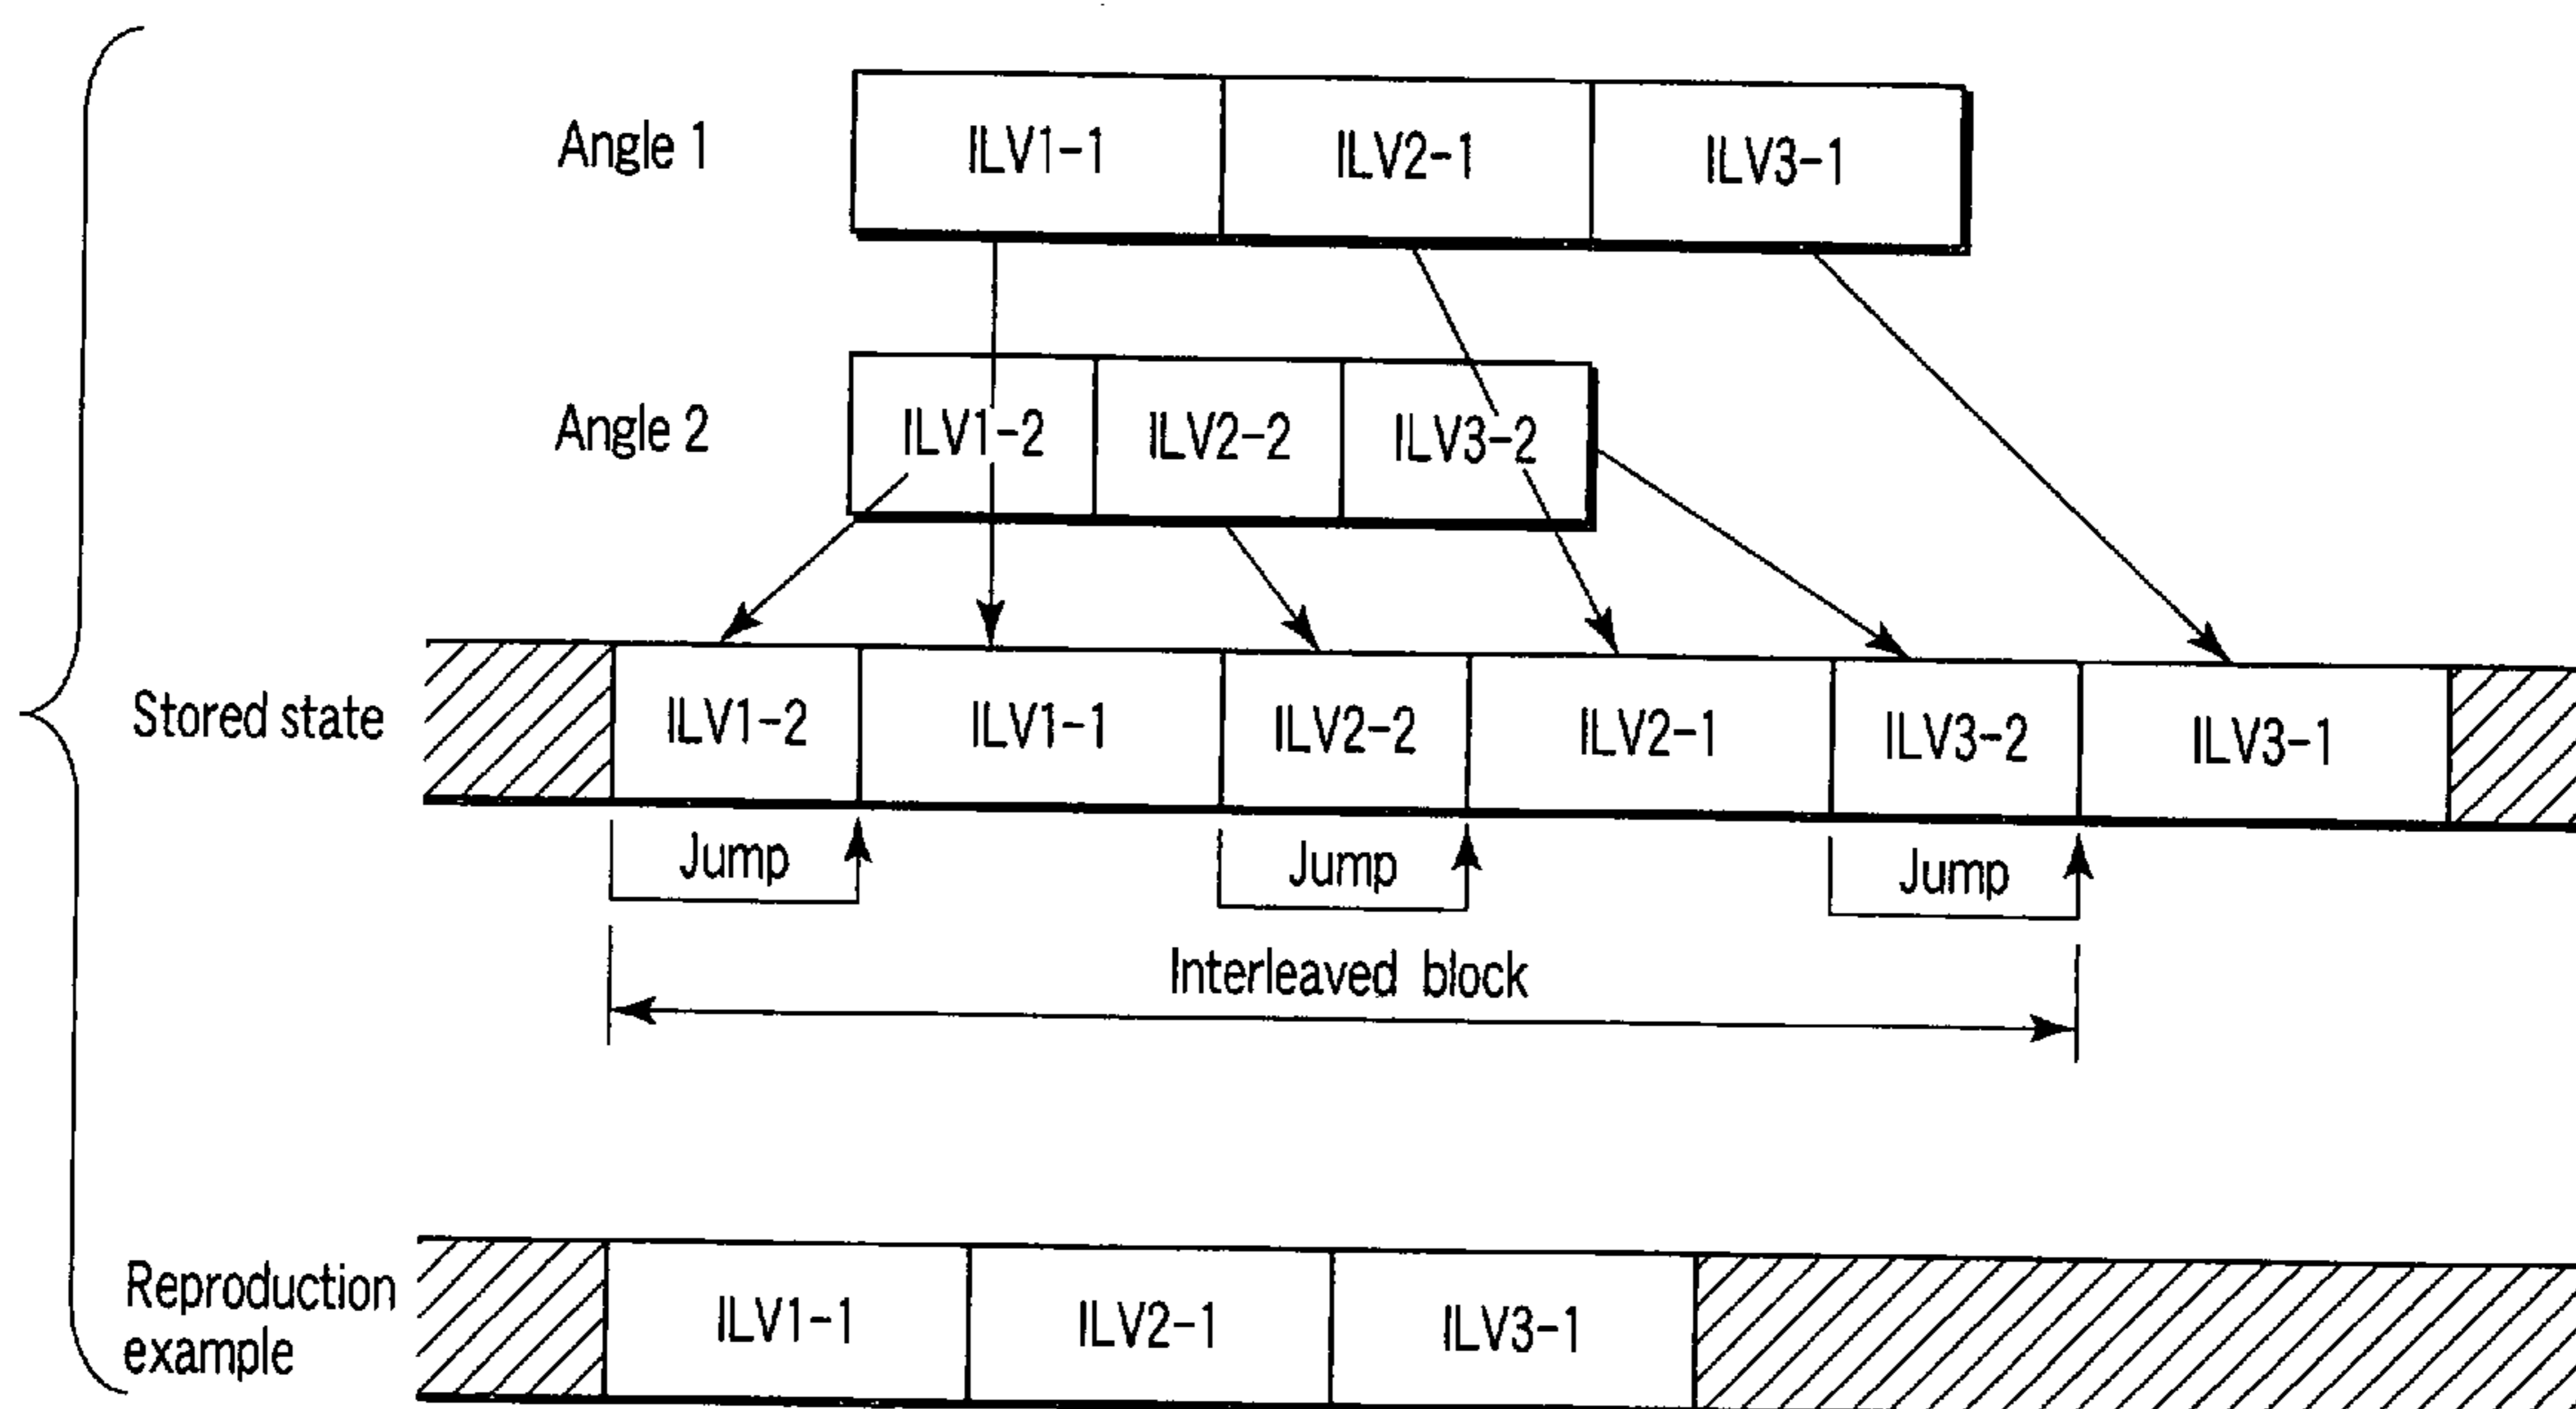 Angle 1
ILV1-1
ILV2-1
ILV3-1
Angle 2
ILV1-2
ILV2-2
ILV3-2
Stored state
ILV1-2
ILV1-1
ILV2-2
ILV2-1
ILV3-2
ILV3-1
Jump
Jump
Jump
Interleaved block
Reproduction
example
ILV1-1
ILV2-1
ILV3-1